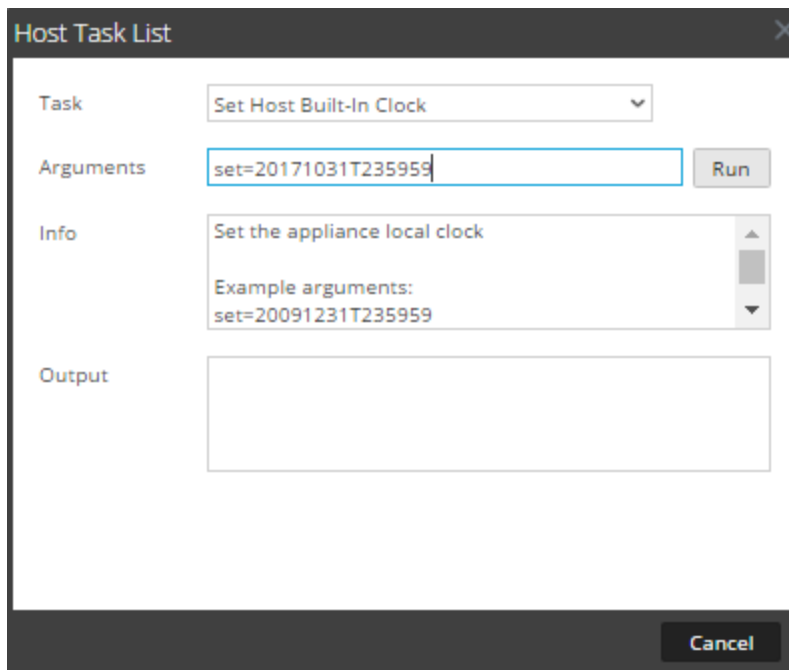 Host Task List
Task
Set Host Built-In Clock
Arguments
set=20171031T235959
Run
Info
Set the appliance local clock
Example arguments:
set=20091231T235959
Output
Cancel